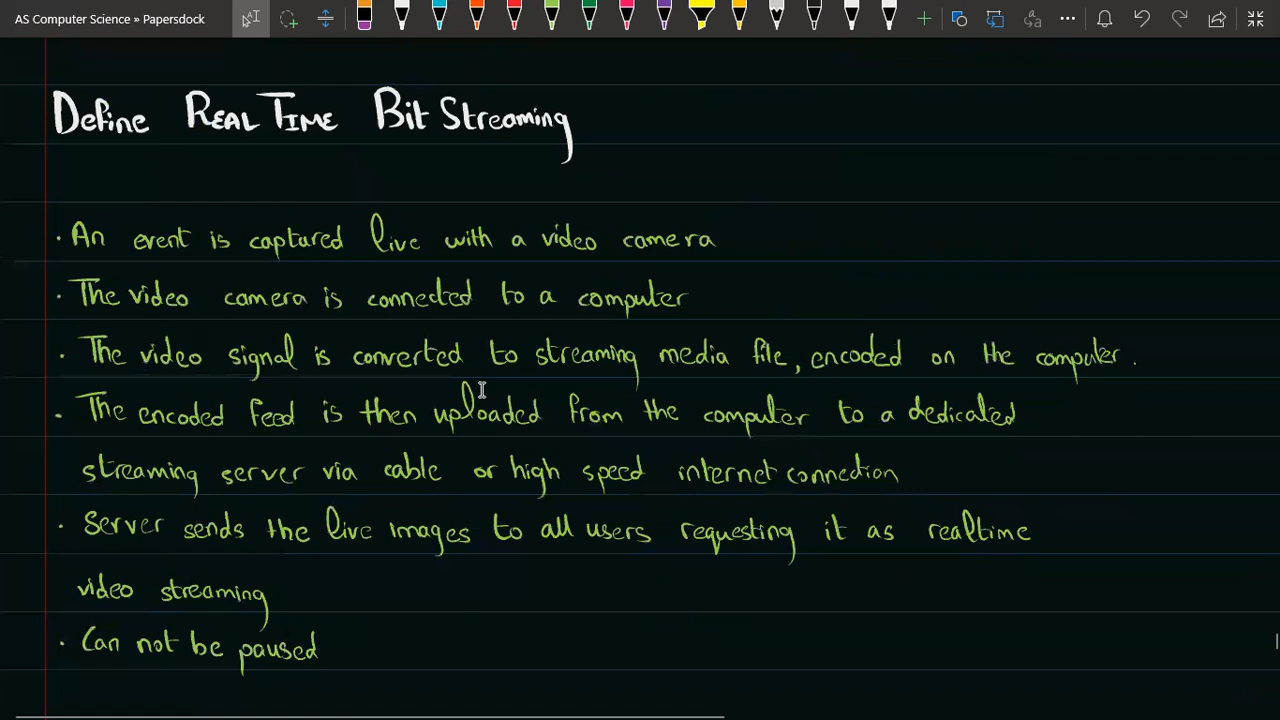 AS Computer Science » Papersdock
Define REAL TIME Bit Streaming
· An event is captured live with a video camera
· The video camera is connected to a computer
· The video signal is converted to streaming media file, encoded on the computer.
· The encoded feed is then uploaded from the computer to a dedicated
streaming server via cable or high speed internet connection
· Server sends the live images to all users requesting it as realtime
video streaming
· Can not be paused